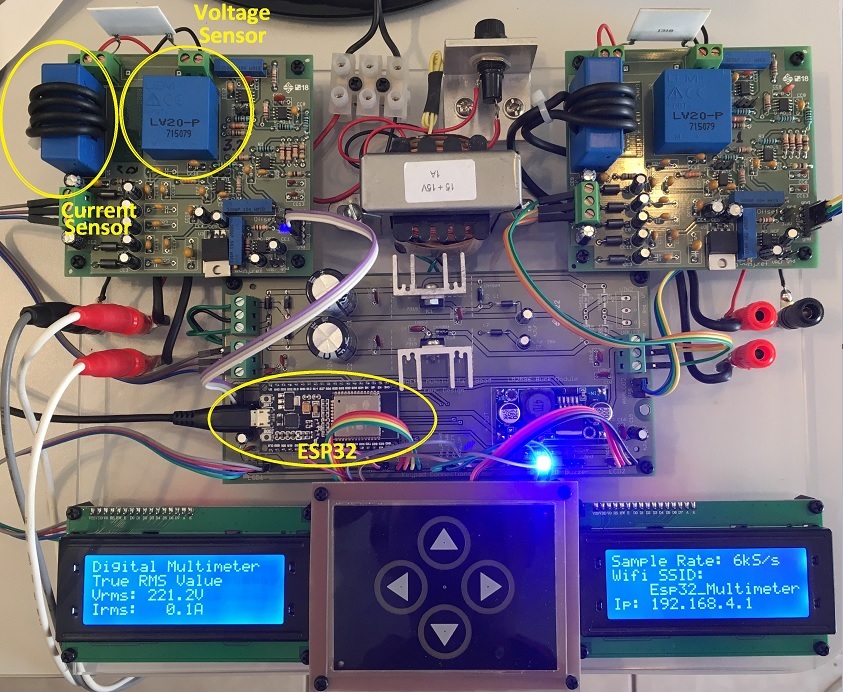 Voltage
Sensor
LV20-P
715079
LV20-P
715079
15 + 15V
1A
Current
Sensor
ESP32
Digital Multimeter
True RMS Value
Vrms: 221.2V
Irms: 0.1A
Sample Rate: 6kS/s
Wifi SSID:
Esp32_Multimeter
Ip: 192.168.4.1